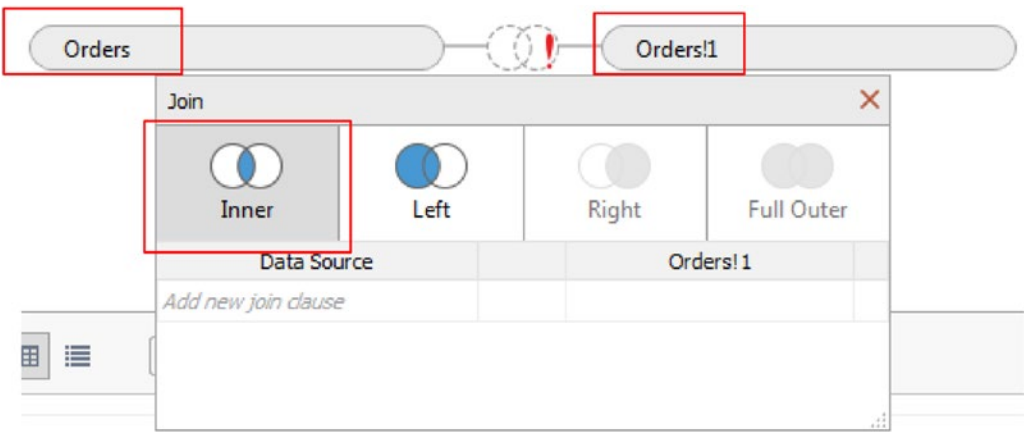 Orders Orders!1
Join
Inner Left Right Full Outer
Data Source Orders!1
Add new join clause